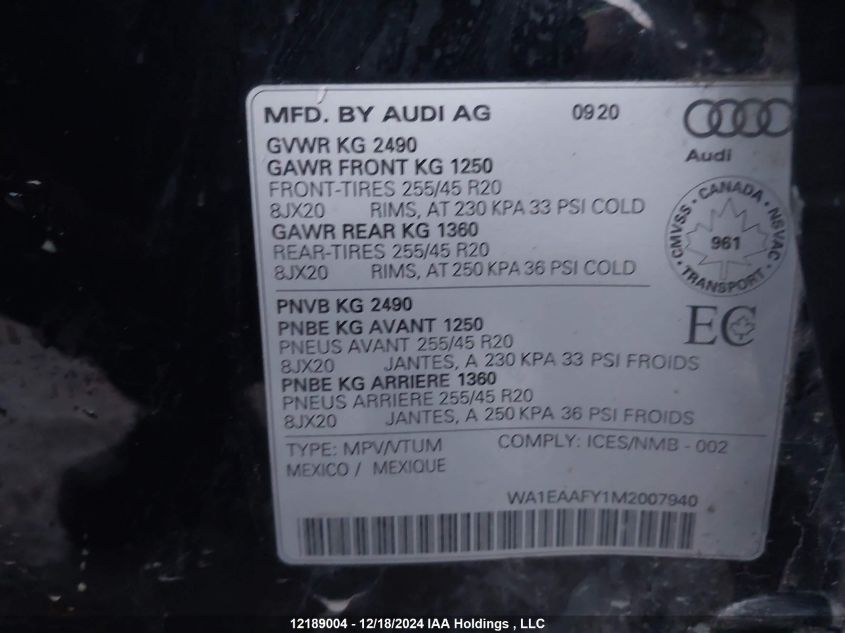 MFD. BY AUDI AG 0920
Audi
GVWR KG 2490
GAWR FRONT KG 1250
FRONT-TIRES 255/45 R20
8JX20 RIMS, AT 230 KPA 33 PSI COLD
GAWR REAR KG 1360
REAR-TIRES 255/45 R20
8JX20 RIMS, AT 250 KPA 36 PSI COLD
CANADA
CMVSS
961
NSVAC
TRANSPORT
PNVB KG 2490
PNBE KG AVANT 1250
PNEUS AVANT 255/45 R20
8JX20 JANTES, A 230 KPA 33 PSI FROIDS
PNBE KG ARRIERE 1360
PNEUS ARRIERE 255/45 R20
8JX20 JANTES, A 250 KPA 36 PSI FROIDS
EC
TYPE: MPV/VTUM COMPLY: ICES/NMB - 002
MEXICO / MEXIQUE
WA1EAAFY1M2007940
12189004 - 12/18/2024 IAA Holdings , LLC